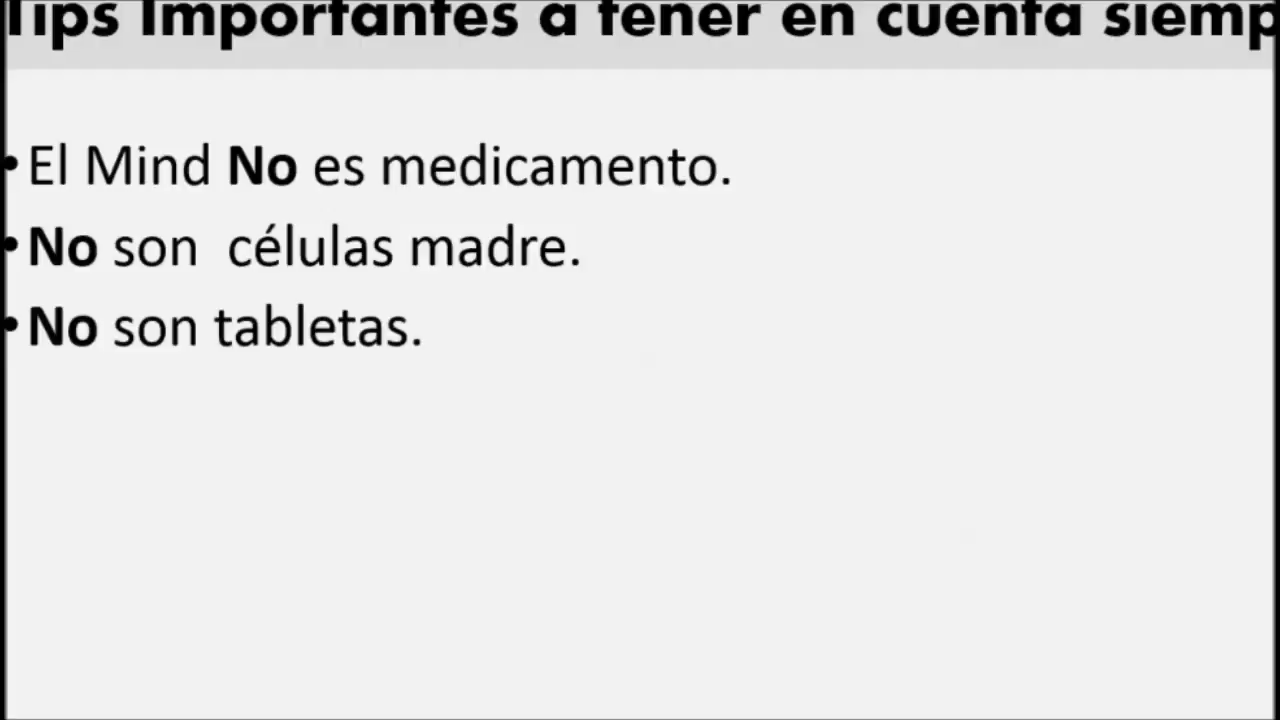 Tips Importantes a tener en cuenta siemp
• El Mind No es medicamento.
• No son células madre.
• No son tabletas.